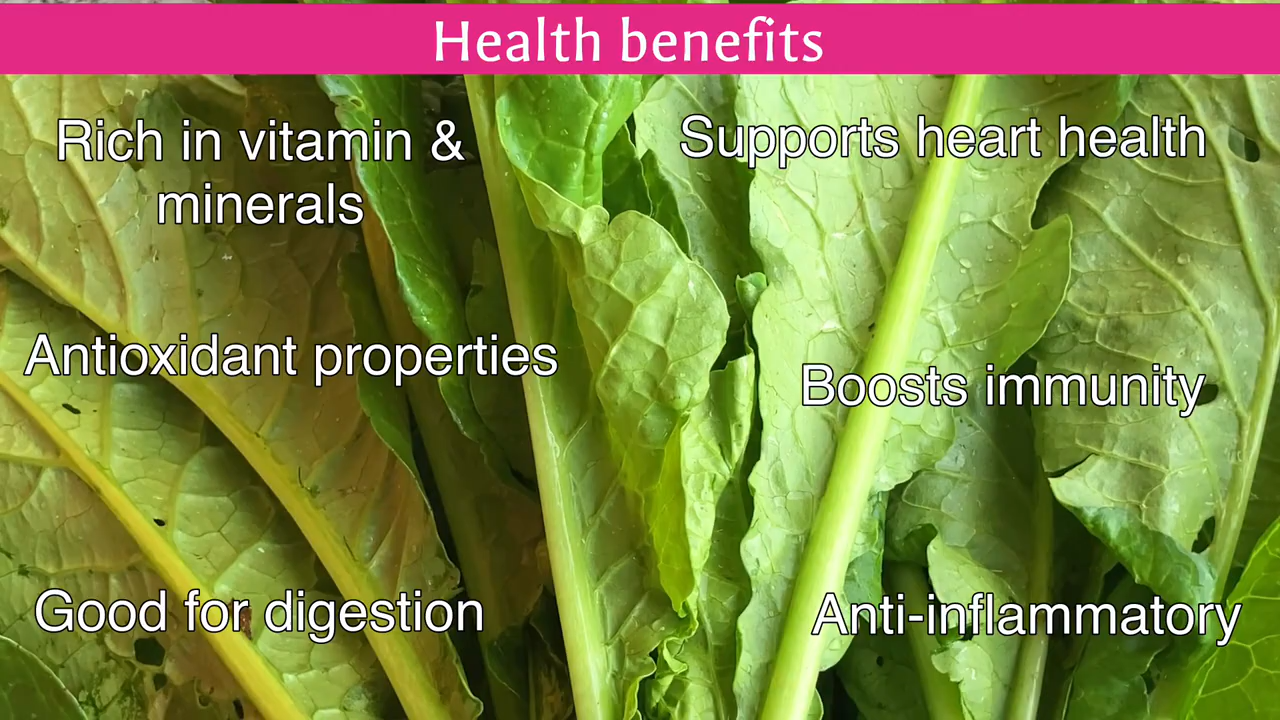 Health benefits
Rich in vitamin &
minerals
Supports heart health
Antioxidant properties
Boosts immunity
Good for digestion
Anti-inflammatory